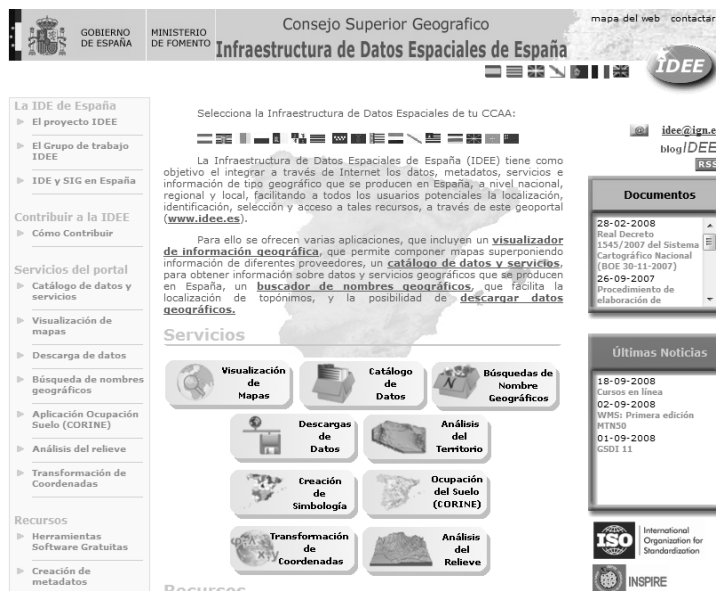 GOBIERNO
DE ESPAÑA
MINISTERIO
DE FOMENTO
Consejo Superior Geografico
Infraestructura de Datos Espaciales de España
mapa del web contactar
IDEE
La IDE de España
El proyecto IDEE
El Grupo de trabajo
IDEE
IDE y SIG en España
Contribuir a la IDEE
Cómo Contribuir
Servicios del portal
Catálogo de datos y
servicios
Visualización de
mapas
Descarga de datos
Búsqueda de nombres
geográficos
Aplicación Ocupación
Suelo (CORINE)
Análisis del relieve
Transformación de
Coordenadas
Recursos
Herramientas
Software Gratuitas
Creación de
metadatos
Selecciona la Infraestructura de Datos Espaciales de tu CCAA:
La Infraestructura de Datos Espaciales de España (IDEE) tiene como
objetivo el integrar a través de Internet los datos, metadatos, servicios e
información de tipo geográfico que se producen en España, a nivel nacional,
regional y local, facilitando a todos los usuarios potenciales la localización,
identificación, selección y acceso a tales recursos, a través de este geoportal
(www.idee.es).
Para ello se ofrecen varias aplicaciones, que incluyen un visualizador
de información geográfica, que permite componer mapas superponiendo
información de diferentes proveedores, un catálogo de datos y servicios,
para obtener información sobre datos y servicios geográficos que se producen
en España, un buscador de nombres geográficos, que facilita la
localización de topónimos, y la posibilidad de descargar datos
geográficos.
Servicios
Visualización
de
Mapas
Catálogo
de
Datos
Búsquedas de
Nombre
Geográficos
Descargas
de
Datos
Análisis
del
Territorio
Creación
de
Simbología
Ocupación
del Suelo
(CORINE)
Transformación
de
Coordenadas
Análisis
del
Relieve
Recursos
idee@ign.e
blogIDEE
RSS
Documentos
28-02-2008
Real Decreto
1545/2007 del Sistema
Cartográfico Nacional
(BOE 30-11-2007)
26-09-2007
Procedimiento de
elaboración de
Últimas Noticias
18-09-2008
Cursos en línea
02-09-2008
WMS: Primera edición
MTN50
01-09-2008
GSDI 11
ISO
International
Organization for
Standardization
INSPIRE